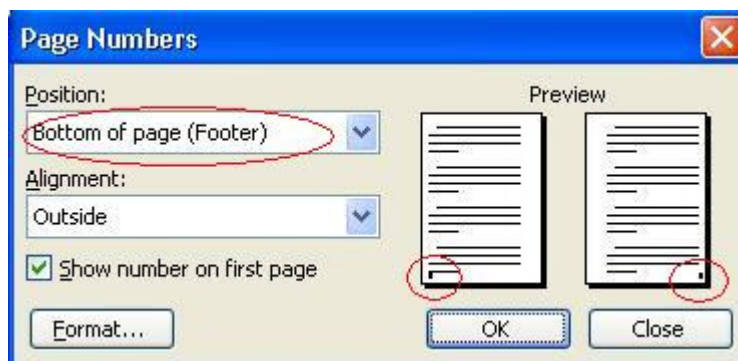 Page Numbers
Position:
Preview
Bottom of page (Footer)
Alignment:
Outside
Show number on first page
Format...
OK
Close